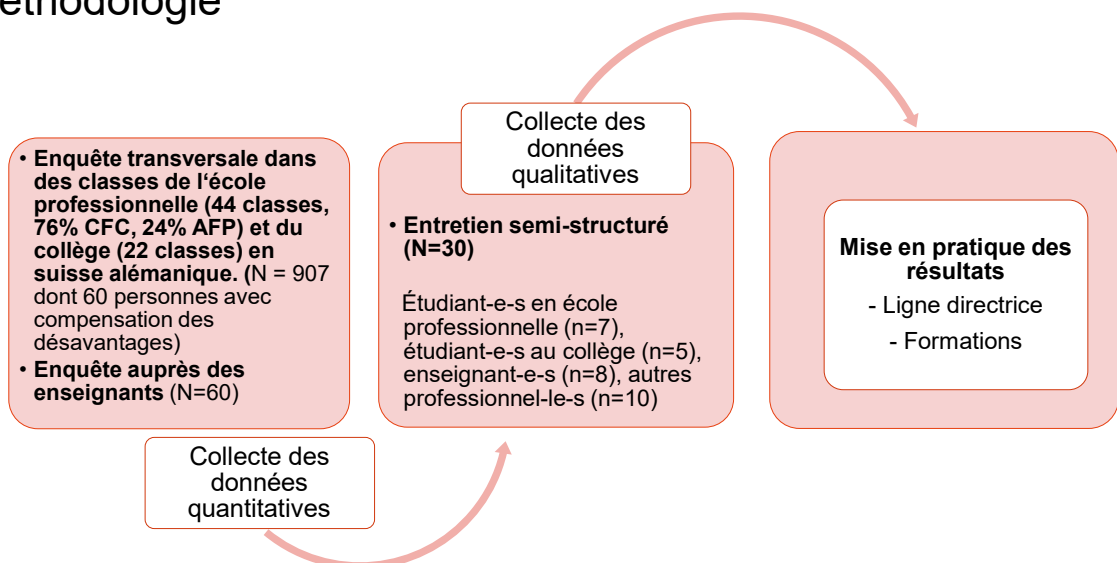 éthodologie
• Enquête transversale dans
des classes de l‘école
professionnelle (44 classes,
76% CFC, 24% AFP) et du
collège (22 classes) en
suisse alémanique. (N = 907
dont 60 personnes avec
compensation des
désavantages)
• Enquête auprès des
enseignants (N=60)
Collecte des
données
quantitatives
Collecte des
données
qualitatives
• Entretien semi-structuré
(N=30)
Étudiant-e-s en école
professionnelle (n=7),
étudiant-e-s au collège (n=5),
enseignant-e-s (n=8), autres
professionnel-le-s (n=10)
Mise en pratique des
résultats
- Ligne directrice
- Formations